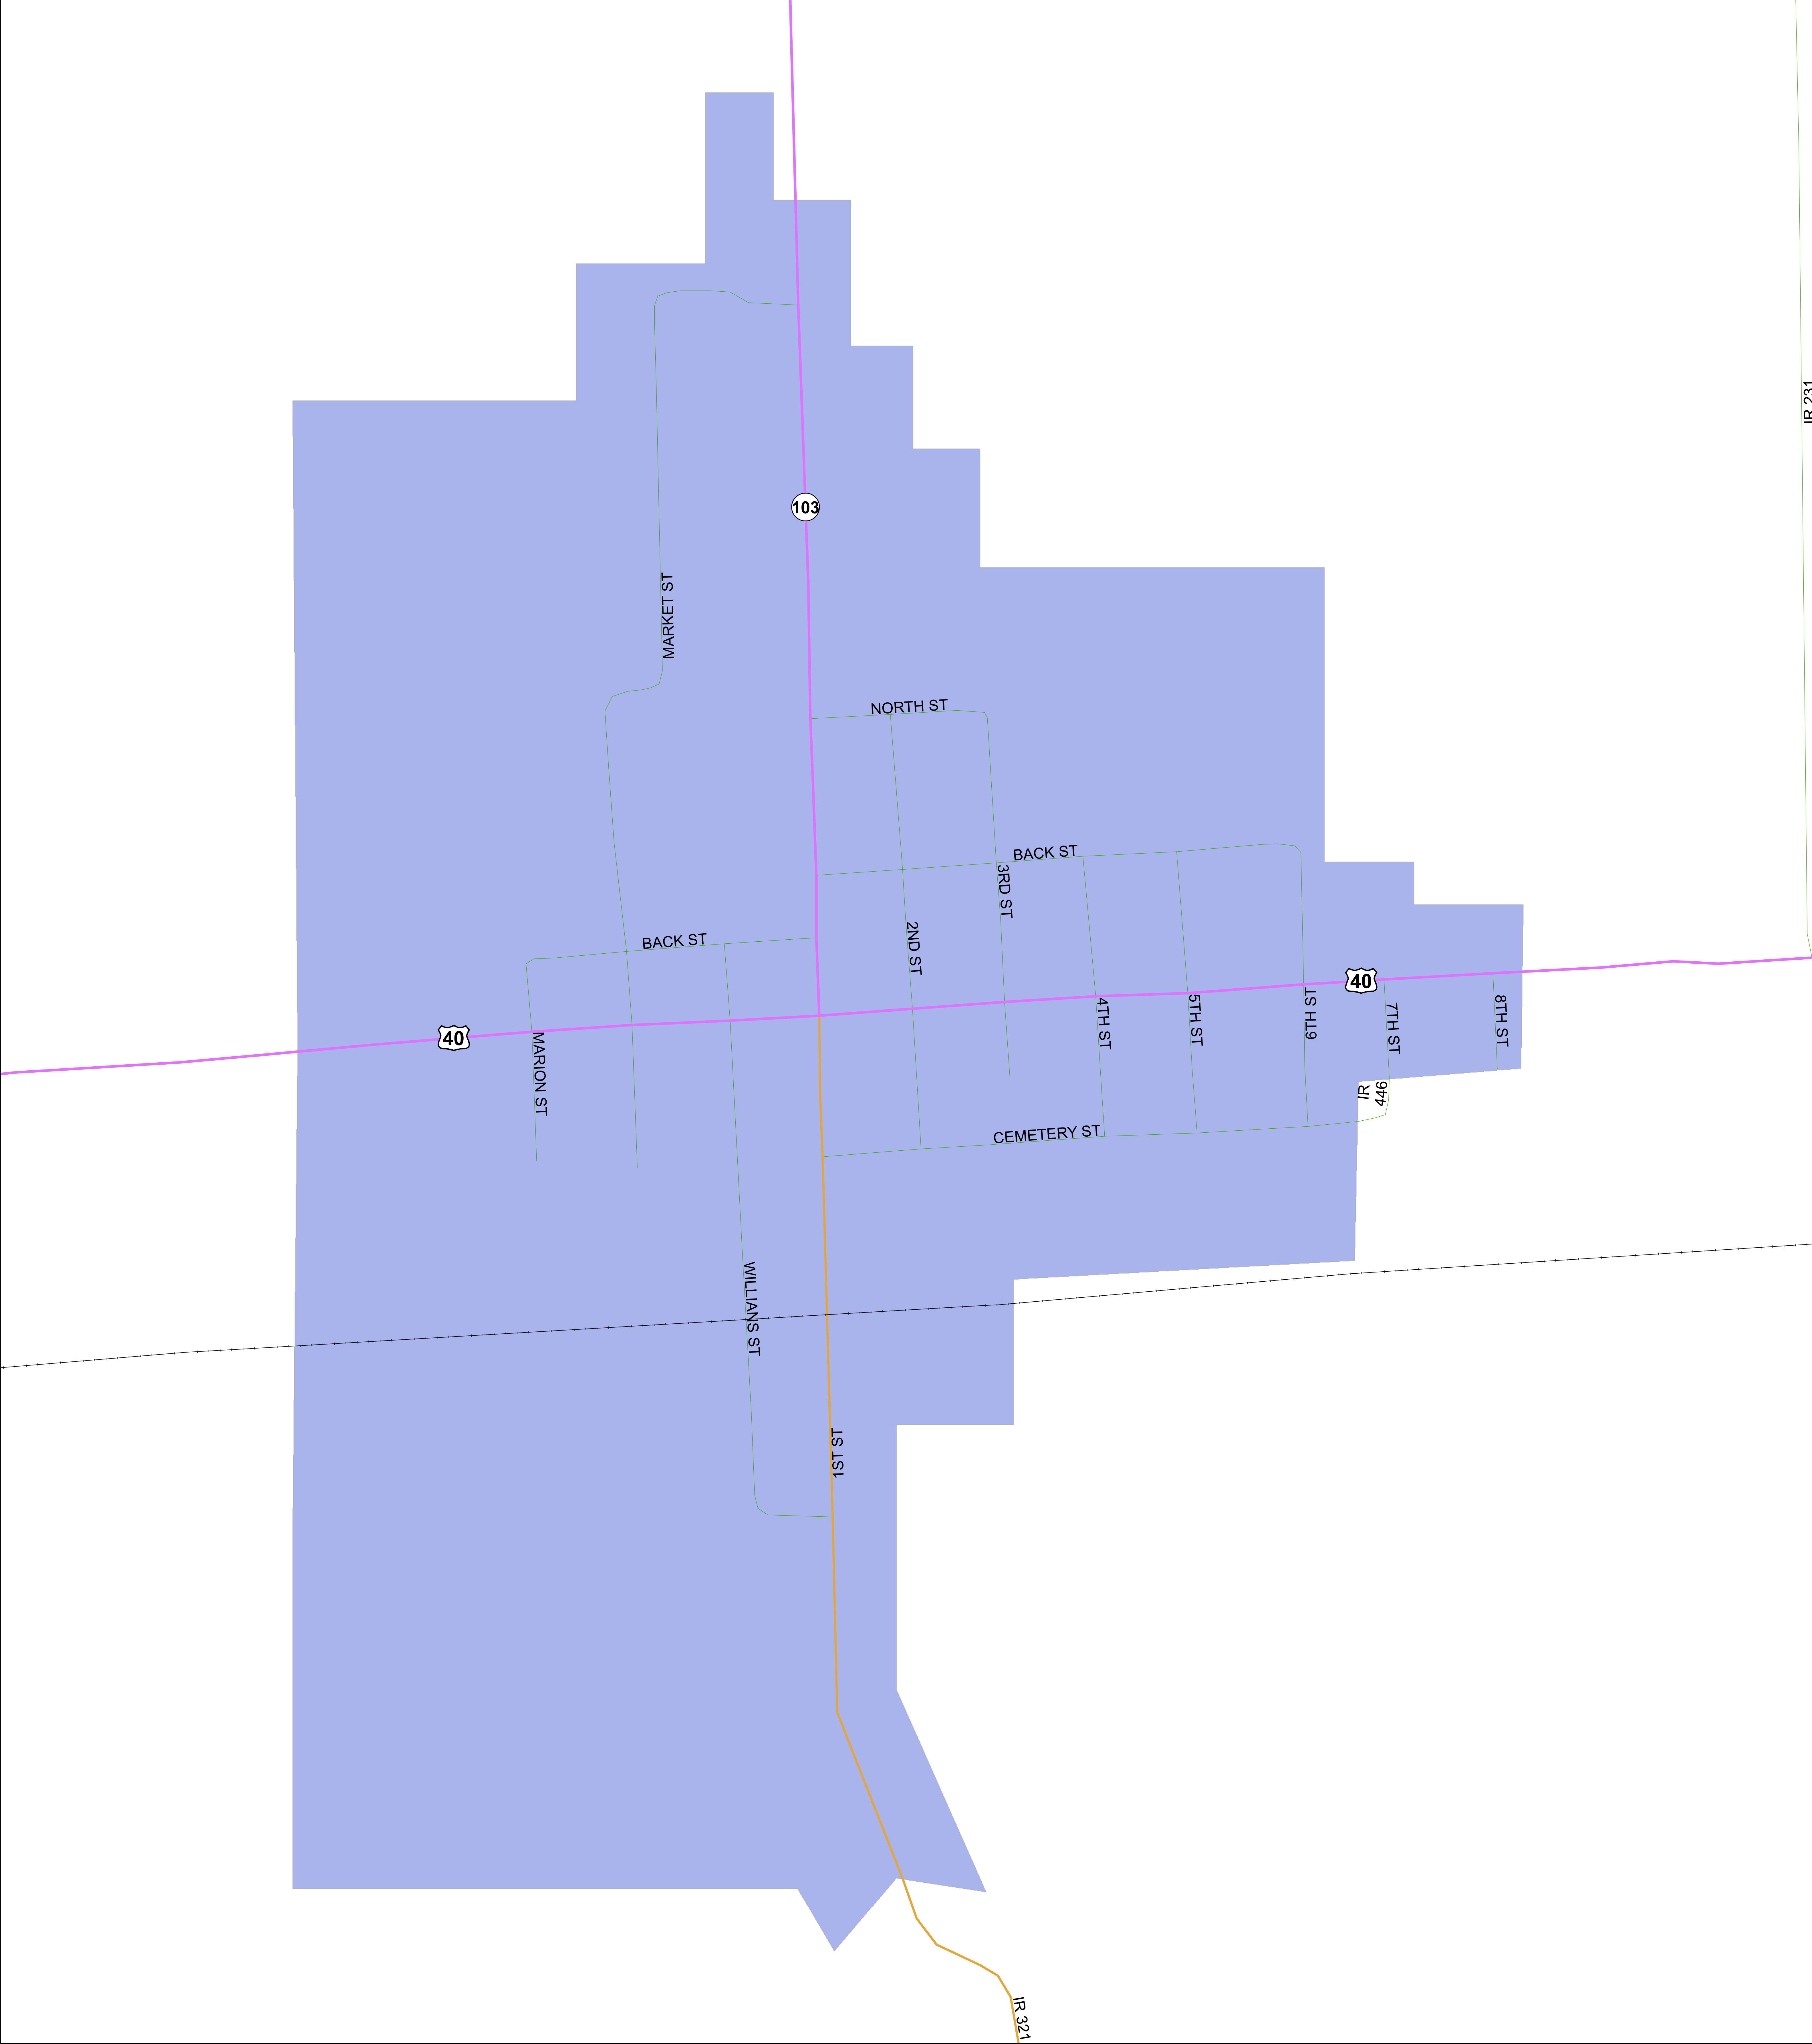 IR 231
103
MARKET ST
NORTH ST
BACK ST
3RD ST
2ND ST
BACK ST
40
40
4TH ST
5TH ST
6TH ST
7TH ST
8TH ST
MARION ST
IR
446
CEMETERY ST
WILLIANS ST
1ST ST
IR 321